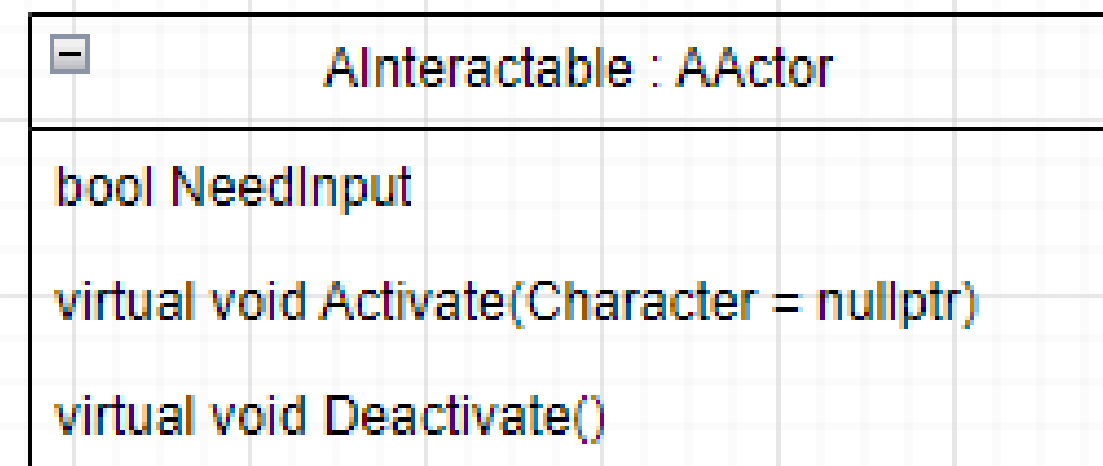 AInteractable : AActor
bool NeedInput
virtual void Activate(Character = nullptr)
virtual void Deactivate()